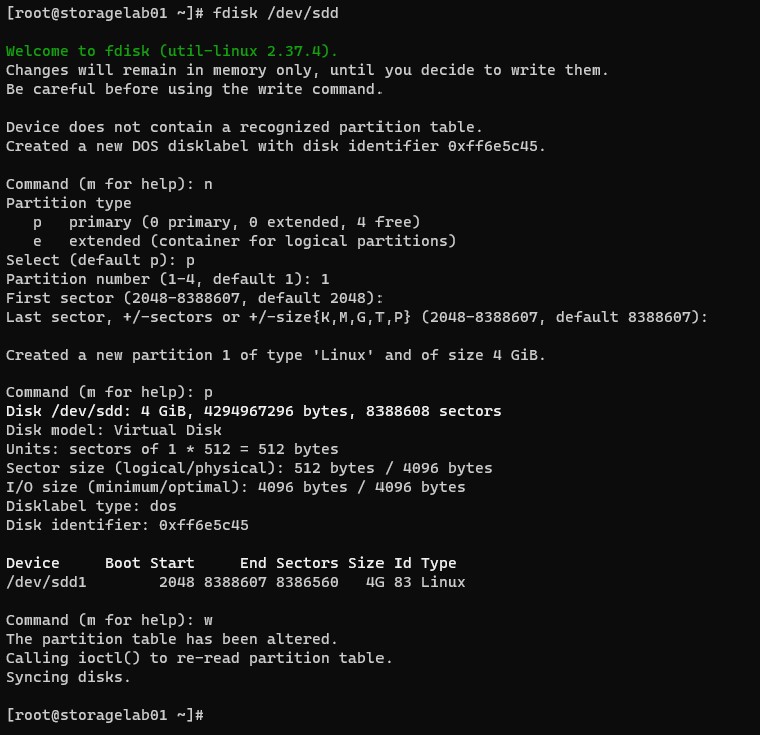 [root@storagelab01 ~]# fdisk /dev/sdd
Welcome to fdisk (util-linux 2.37.4).
Changes will remain in memory only, until you decide to write them.
Be careful before using the write command.
Device does not contain a recognized partition table.
Created a new DOS disklabel with disk identifier 0xff6e5c45.
Command (m for help): n
Partition type
   p   primary (0 primary, 0 extended, 4 free)
   e   extended (container for logical partitions)
Select (default p): p
Partition number (1-4, default 1): 1
First sector (2048-8388607, default 2048):
Last sector, +/-sectors or +/-size{K,M,G,T,P} (2048-8388607, default 8388607):
Created a new partition 1 of type 'Linux' and of size 4 GiB.
Command (m for help): p
Disk /dev/sdd: 4 GiB, 4294967296 bytes, 8388608 sectors
Disk model: Virtual Disk
Units: sectors of 1 * 512 = 512 bytes
Sector size (logical/physical): 512 bytes / 4096 bytes
I/O size (minimum/optimal): 4096 bytes / 4096 bytes
Disklabel type: dos
Disk identifier: 0xff6e5c45
Device     Boot Start     End Sectors Size Id Type
/dev/sdd1        2048 8388607 8386560   4G 83 Linux
Command (m for help): w
The partition table has been altered.
Calling ioctl() to re-read partition table.
Syncing disks.
[root@storagelab01 ~]#